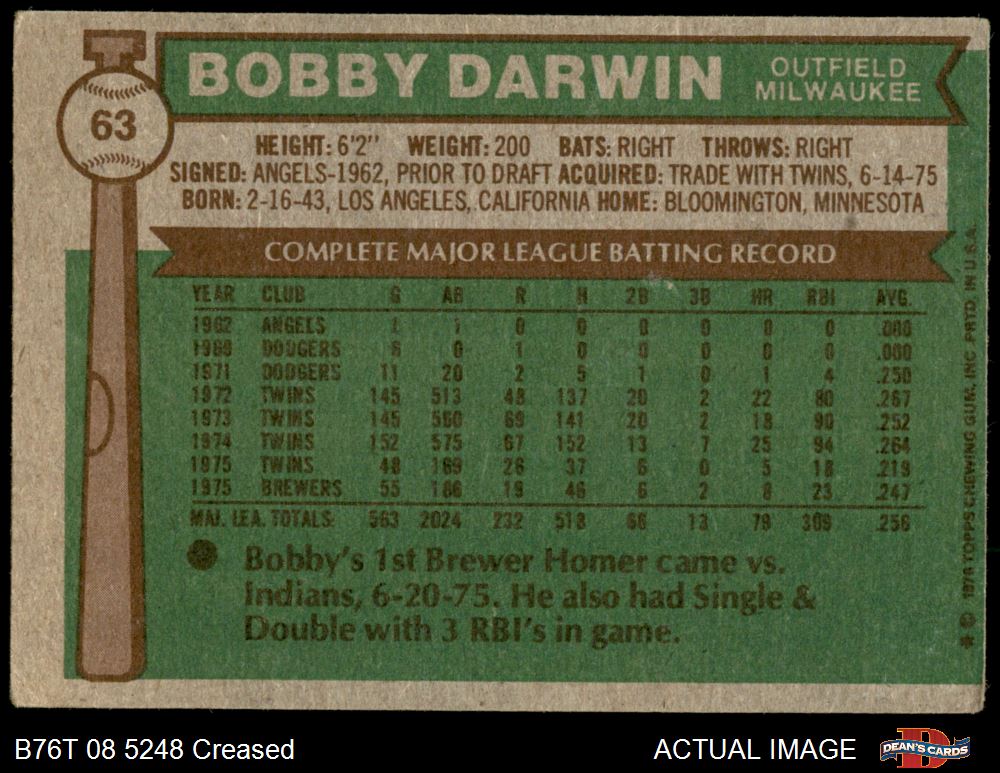 63
BOBBY DARWIN
OUTFIELD
MILWAUKEE
HEIGHT: 6'2" WEIGHT: 200 BATS: RIGHT THROWS: RIGHT
SIGNED: ANGELS-1962, PRIOR TO DRAFT ACQUIRED: TRADE WITH TWINS, 6-14-75
BORN: 2-16-43, LOS ANGELES, CALIFORNIA HOME: BLOOMINGTON, MINNESOTA
COMPLETE MAJOR LEAGUE BATTING RECORD
YEAR CLUB G AB R H 2B 3B HR RBI AVG.
1962 ANGELS 1 1 0 0 0 0 0 0 .000
1969 DODGERS 6 0 1 0 0 0 0 0 .000
1971 DODGERS 11 20 2 5 1 0 1 4 .250
1972 TWINS 145 513 48 137 20 2 22 80 .267
1973 TWINS 145 560 69 141 20 2 18 90 .252
1974 TWINS 152 575 67 152 13 7 25 94 .264
1975 TWINS 48 169 26 37 6 0 5 18 .219
1975 BREWERS 55 186 19 46 6 2 8 23 .247
MAJ. LEA. TOTALS: 563 2024 232 518 66 13 79 309 .256
Bobby's 1st Brewer Homer came vs.
Indians, 6-20-75. He also had Single &
Double with 3 RBI's in game.
* © 1976 TOPPS CHEWING GUM, INC. PRTD. IN U.S.A.
B76T 08 5248 Creased
ACTUAL IMAGE
DEAN'S CARDS